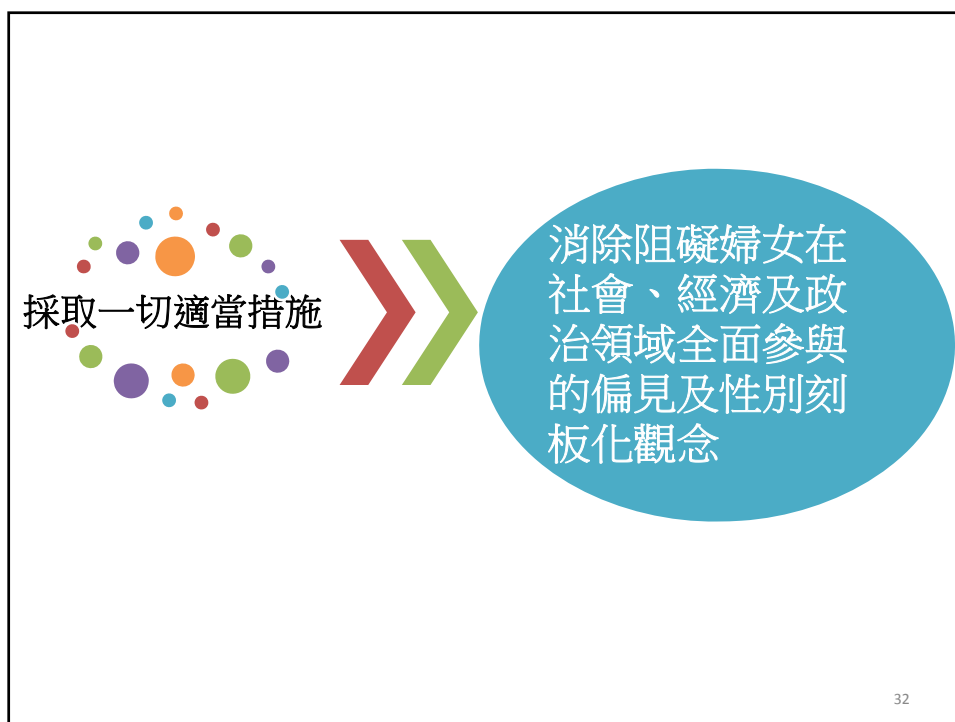 採取一切適當措施
消除阻礙婦女在
社會、經濟及政
治領域全面參與
的偏見及性別刻
板化觀念
32